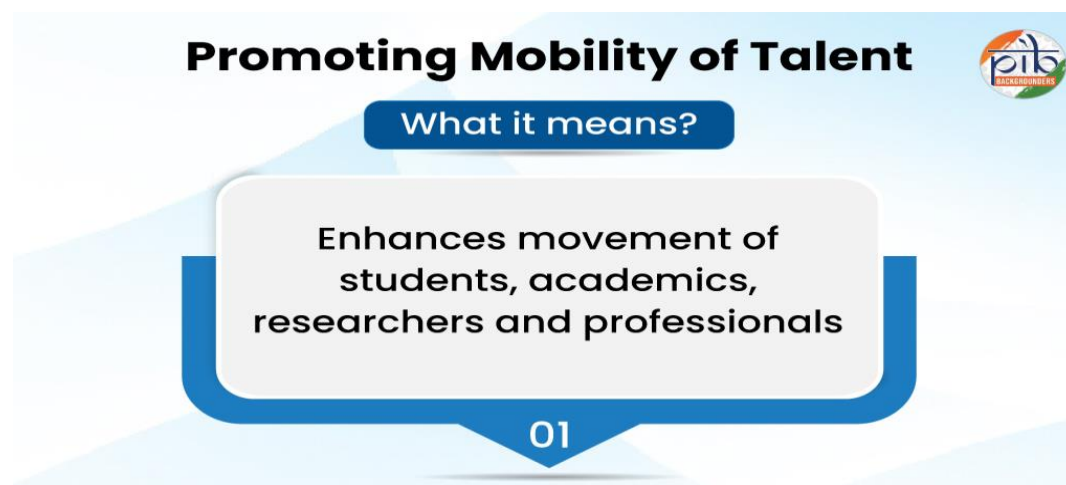 Promoting Mobility of Talent
pib
BACKGROUNDERS
What it means?
Enhances movement of
students, academics,
researchers and professionals
01